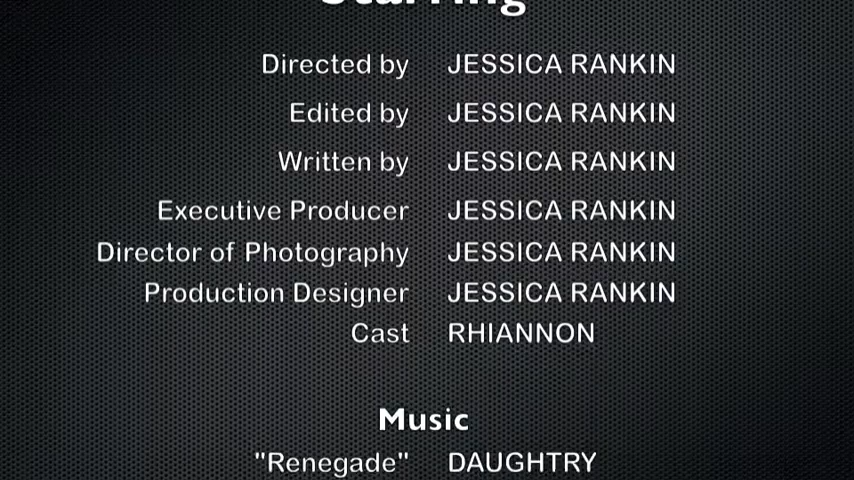 Starring
Directed by JESSICA RANKIN
Edited by JESSICA RANKIN
Written by JESSICA RANKIN
Executive Producer JESSICA RANKIN
Director of Photography JESSICA RANKIN
Production Designer JESSICA RANKIN
Cast RHIANNON
Music
"Renegade" DAUGHTRY